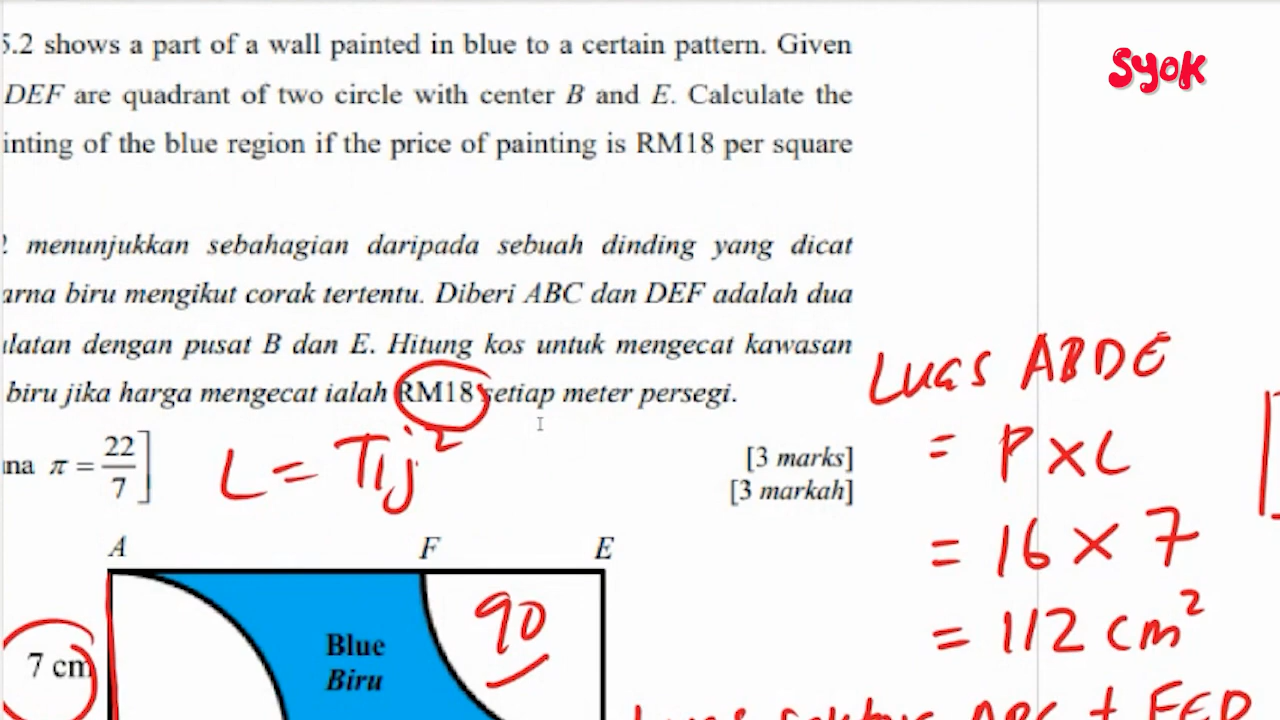 5.2 shows a part of a wall painted in blue to a certain pattern. Given
DEF are quadrant of two circle with center B and E. Calculate the
inting of the blue region if the price of painting is RM18 per square
menunjukkan sebahagian daripada sebuah dinding yang dicat
arna biru mengikut corak tertentu. Diberi ABC dan DEF adalah dua
latan dengan pusat B dan E. Hitung kos untuk mengecat kawasan
biru jika harga mengecat ialah RM18 setiap meter persegi.
na π = 22/7]
L = πj²
[3 marks]
[3 markah]
A F E
90
Blue
Biru
7 cm
Syok
Luas ABDE
= P × L
= 16 × 7
= 112 cm²